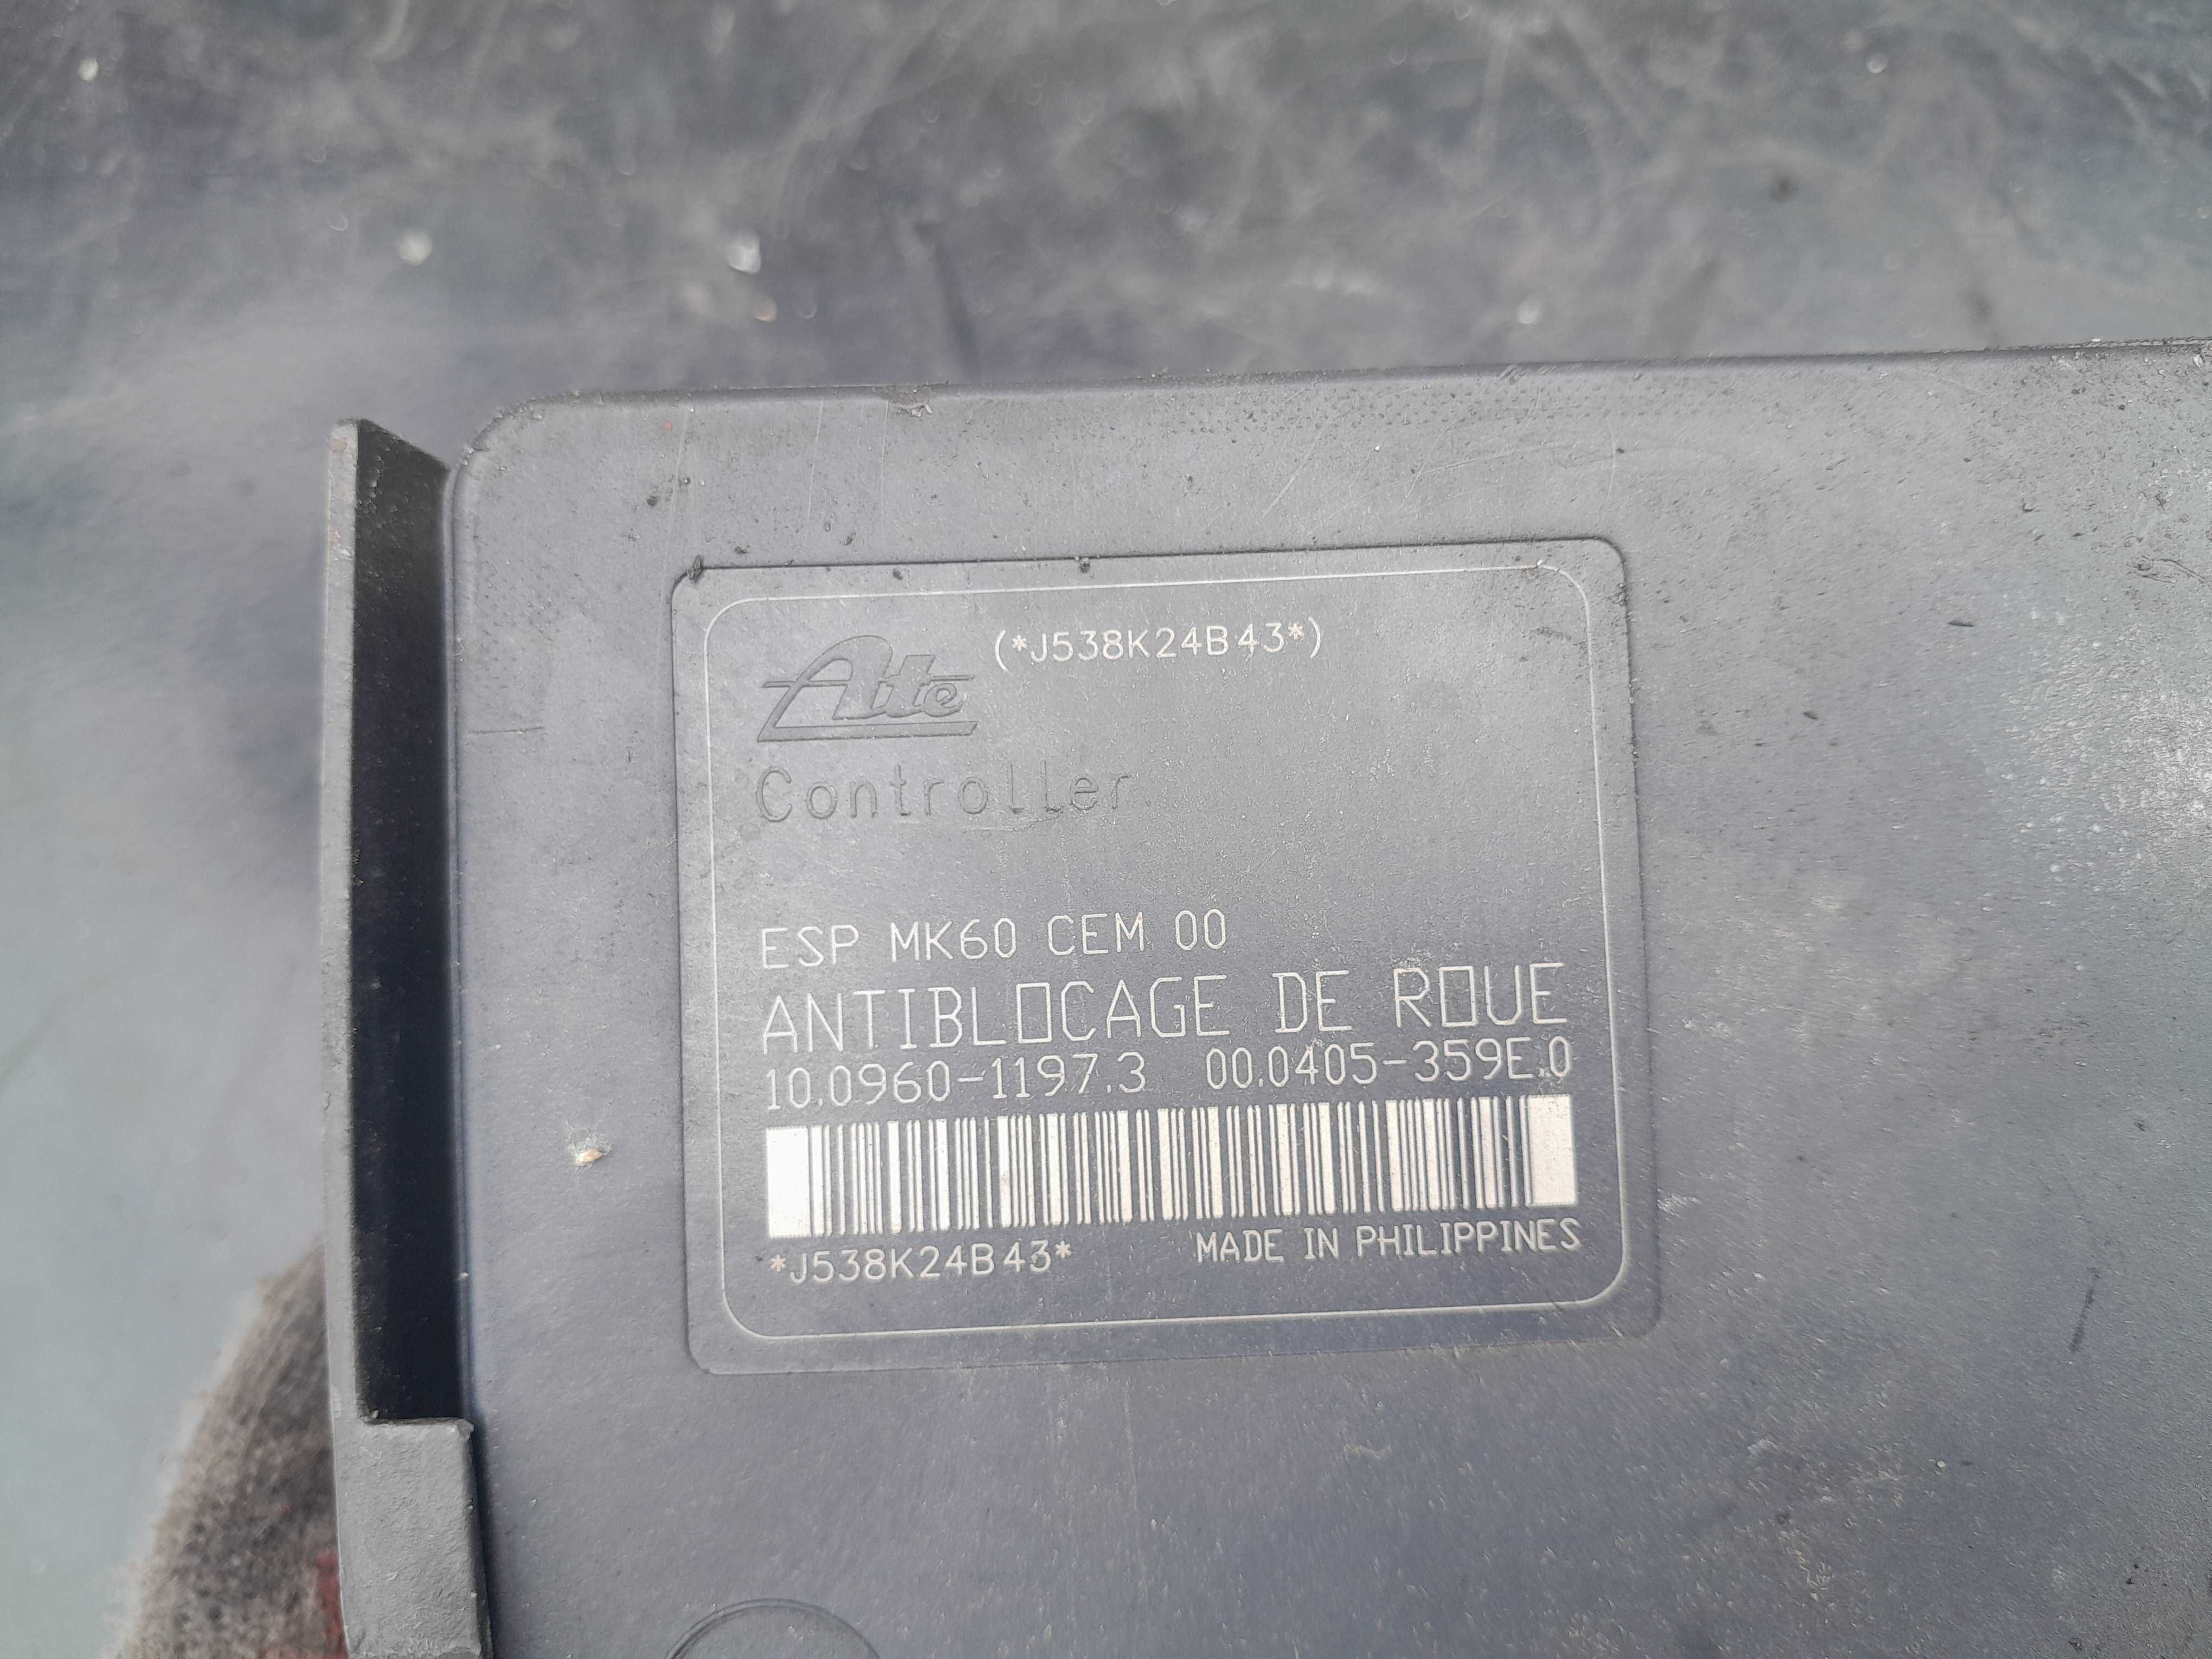 (*J538K24B43*)
Ate
Controller
ESP MK60 CEM 00
ANTIBLOCAGE DE ROUE
10.0960-1197.3 00.0405-359E.0
*J538K24B43* MADE IN PHILIPPINES